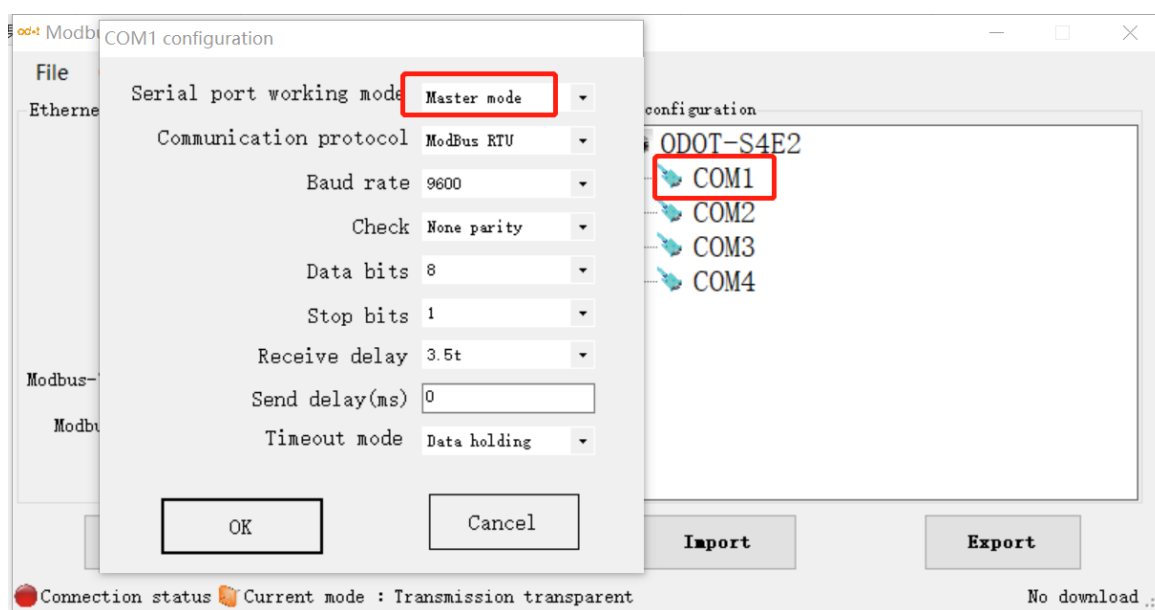 Modb
COM1 configuration
File
Serial port working mode Master mode
Etherne
configuration
Communication protocol ModBus RTU
ODOT-S4E2
COM1
Baud rate 9600
COM2
Check None parity
COM3
Data bits 8
COM4
Stop bits 1
Receive delay 3.5t
Modbus-
Send delay(ms) 0
Modbu
Timeout mode Data holding
OK
Cancel
Import
Export
Connection status Current mode : Transmission transparent
No download